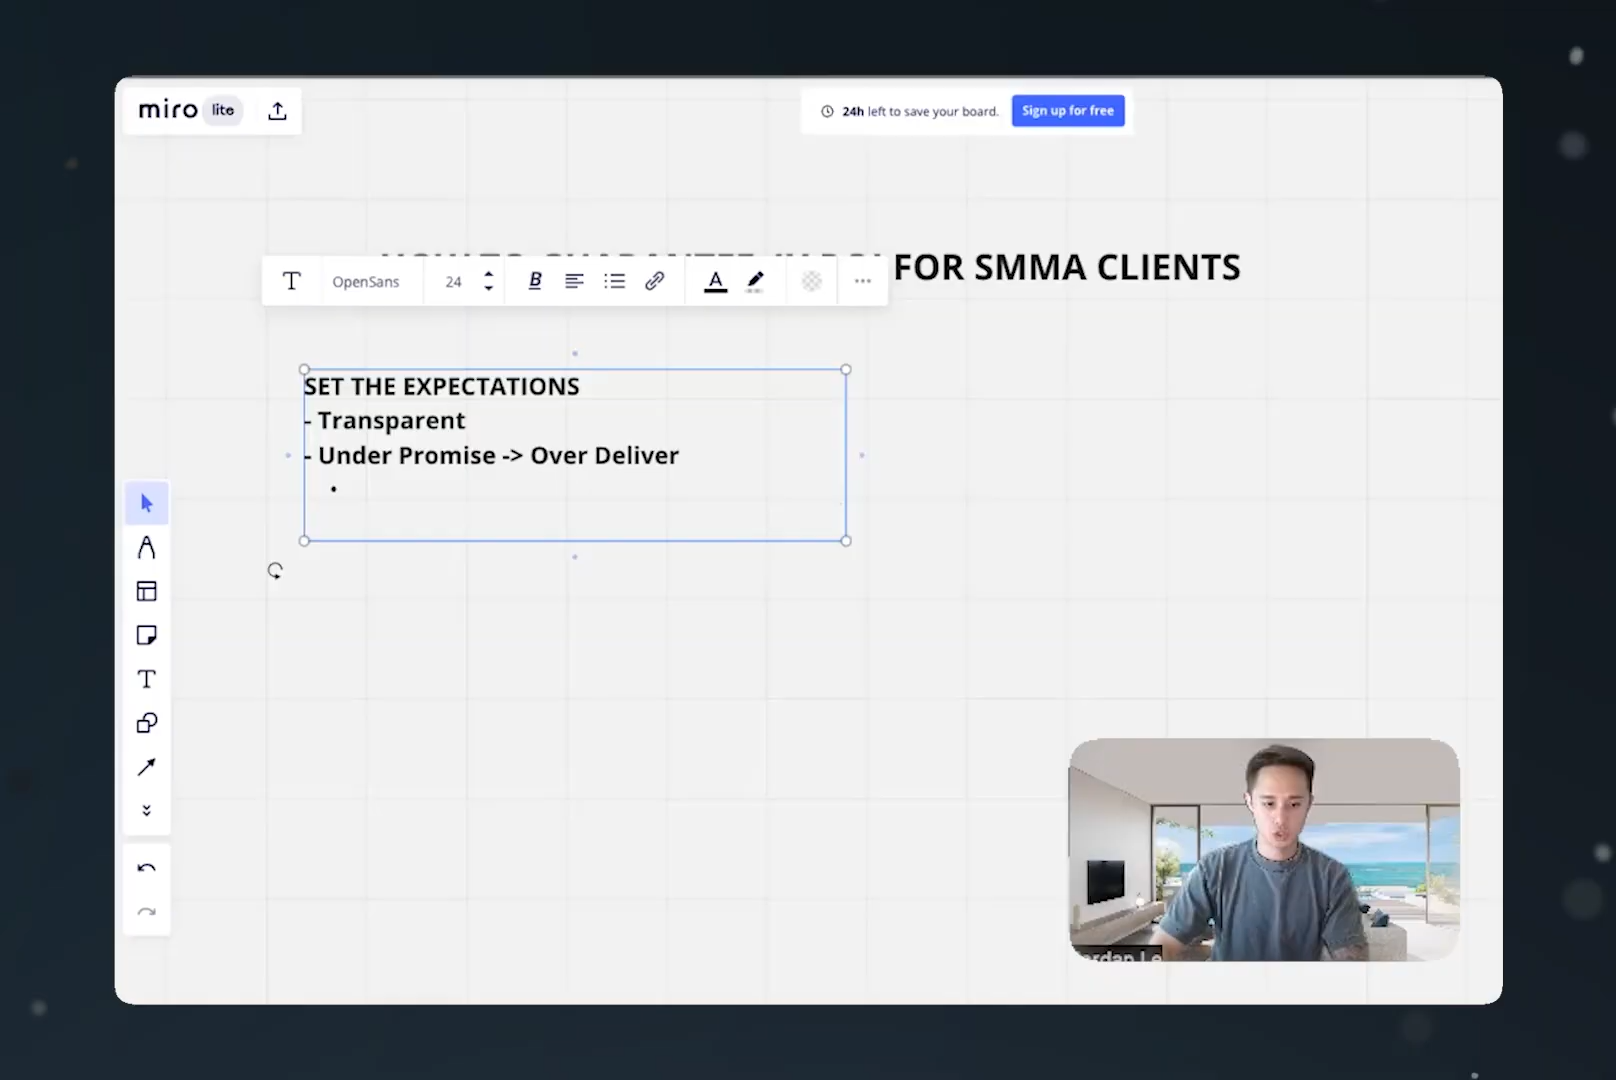 miro lite
24h left to save your board.
Sign up for free
FOR SMMA CLIENTS
OpenSans
24
B
A
SET THE EXPECTATIONS
- Transparent
- Under Promise -> Over Deliver
•